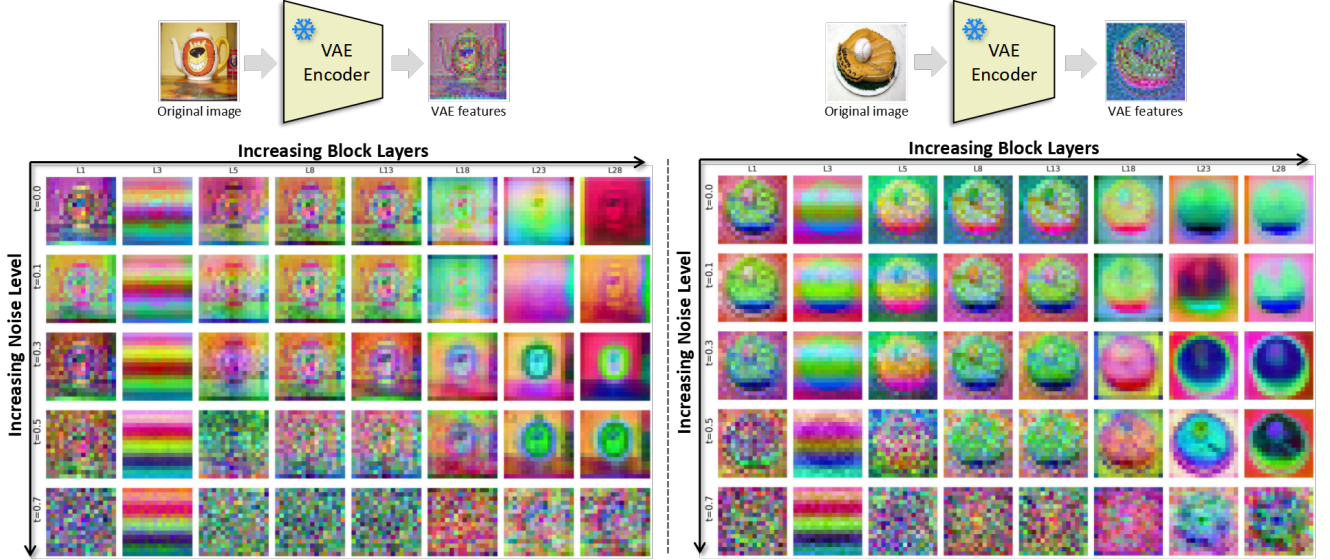 VAE
Encoder
Original image
VAE features
Increasing Block Layers
L1 L3 L5 L8 L13 L18 L23 L28
Increasing Noise Level
t=0.0
t=0.1
t=0.3
t=0.5
t=0.7
VAE
Encoder
Original image
VAE features
Increasing Block Layers
L1 L3 L5 L8 L13 L18 L23 L28
Increasing Noise Level
t=0.0
t=0.1
t=0.3
t=0.5
t=0.7